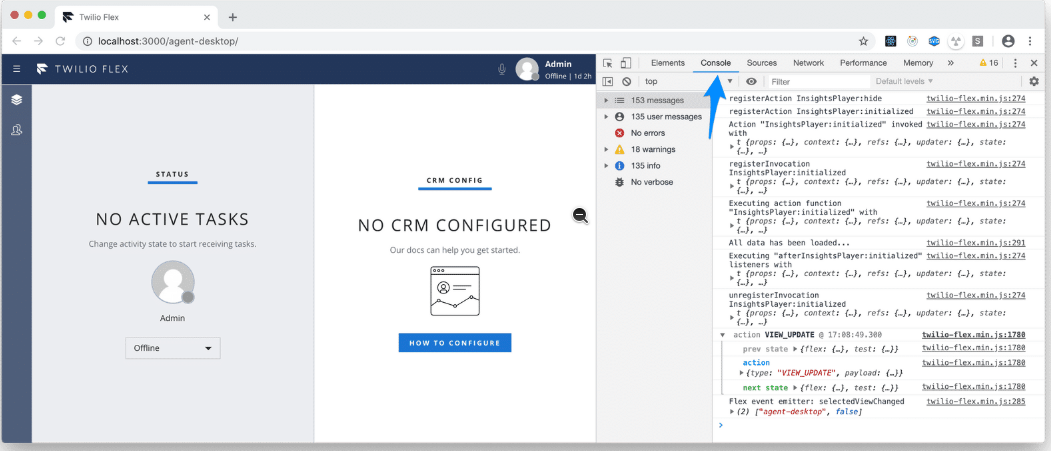 Twilio Flex
localhost:3000/agent-desktop/
TWILIO FLEX
Admin
Offline | 1d 2h
STATUS
NO ACTIVE TASKS
Change activity state to start receiving tasks.
Admin
Offline
CRM CONFIG
NO CRM CONFIGURED
Our docs can help you get started.
HOW TO CONFIGURE
Elements Console Sources Network Performance Memory » 16
top Filter Default levels
153 messages
135 user messages
No errors
18 warnings
135 info
No verbose
registerAction InsightsPlayer:hide twilio-flex.min.js:274
registerAction InsightsPlayer:initialized twilio-flex.min.js:274
Action "InsightsPlayer:initialized" invoked twilio-flex.min.js:274
with
t {props: {…}, context: {…}, refs: {…}, updater: {…}, state:
{…}, …}
registerInvocation twilio-flex.min.js:274
InsightsPlayer:initialized
t {props: {…}, context: {…}, refs: {…}, updater: {…}, state:
{…}, …}
Executing action function twilio-flex.min.js:274
"InsightsPlayer:initialized" with
t {props: {…}, context: {…}, refs: {…}, updater: {…}, state:
{…}, …}
All data has been loaded... twilio-flex.min.js:291
Executing "afterInsightsPlayer:initialized" twilio-flex.min.js:274
listeners with
t {props: {…}, context: {…}, refs: {…}, updater: {…}, state:
{…}, …}
unregisterInvocation twilio-flex.min.js:274
InsightsPlayer:initialized
t {props: {…}, context: {…}, refs: {…}, updater: {…}, state:
{…}, …}
action VIEW_UPDATE @ 17:08:49.300 twilio-flex.min.js:1780
prev state {flex: {…}, test: {…}} twilio-flex.min.js:1780
action twilio-flex.min.js:1780
{type: "VIEW_UPDATE", payload: {…}}
next state {flex: {…}, test: {…}} twilio-flex.min.js:1780
Flex event emitter: selectedViewChanged twilio-flex.min.js:285
(2) ["agent-desktop", false]